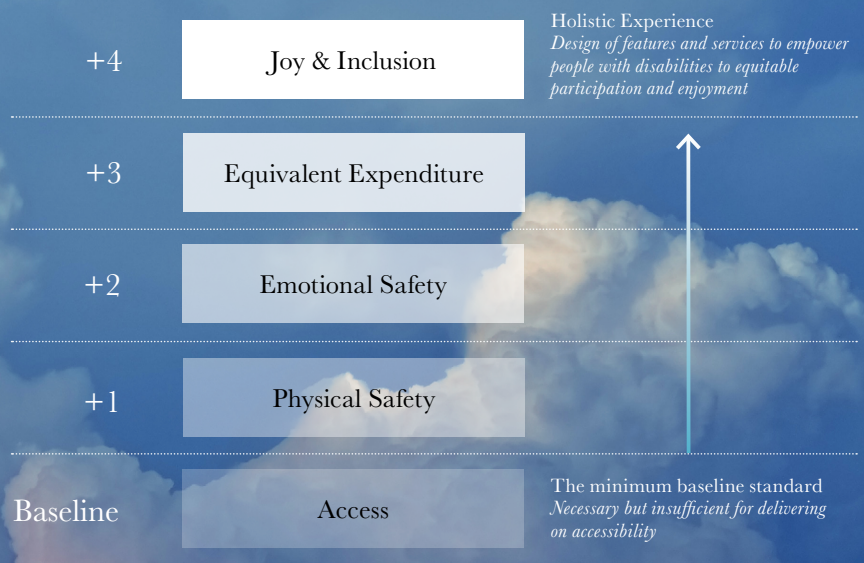 +4
Joy & Inclusion
Holistic Experience
Design of features and services to empower
people with disabilities to equitable
participation and enjoyment
+3
Equivalent Expenditure
+2
Emotional Safety
+1
Physical Safety
Baseline
Access
The minimum baseline standard
Necessary but insufficient for delivering
on accessibility